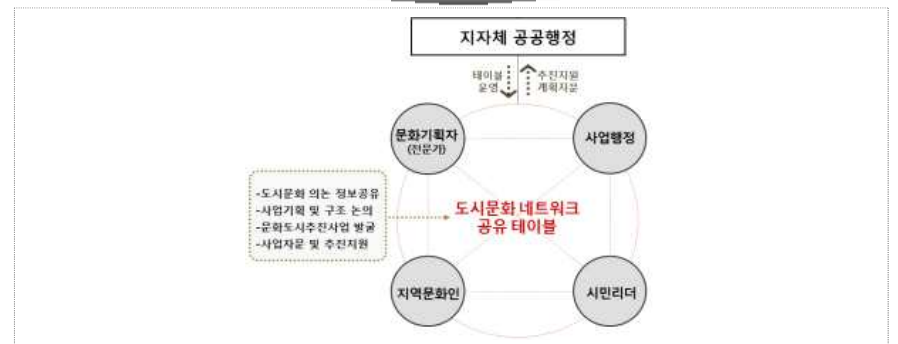 지자체 공공행정
테이블
운영
추진지원
계획자문
문화기획자
(전문가)
사업행정
-도시문화 의논 정보공유
-사업기획 및 구조 논의
-문화도시추진사업 발굴
-사업자문 및 추진지원
도시문화 네트워크
공유 테이블
지역문화인
시민리더